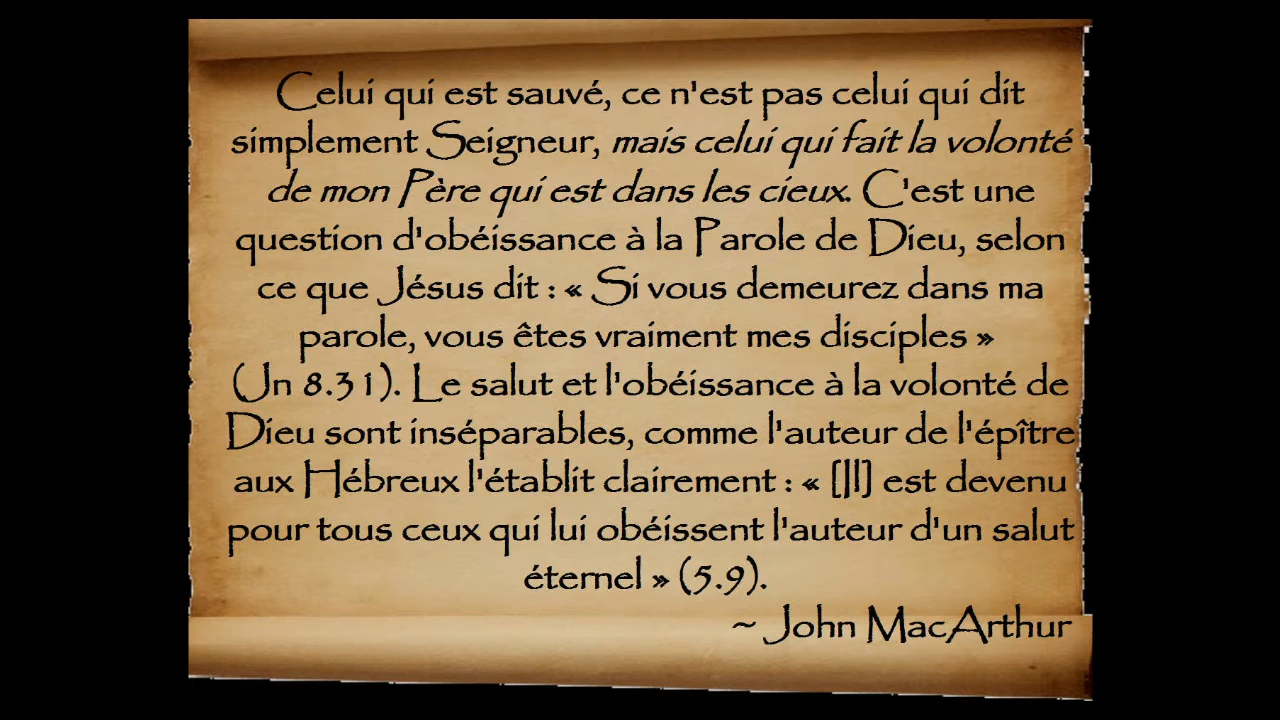 Celui qui est sauvé, ce n'est pas celui qui dit
simplement Seigneur, mais celui qui fait la volonté
de mon Père qui est dans les cieux. C'est une
question d'obéissance à la Parole de Dieu, selon
ce que Jésus dit : « Si vous demeurez dans ma
parole, vous êtes vraiment mes disciples »
(Jn 8.31). Le salut et l'obéissance à la volonté de
Dieu sont inséparables, comme l'auteur de l'épître
aux Hébreux l'établit clairement : « [Il] est devenu
pour tous ceux qui lui obéissent l'auteur d'un salut
éternel » (5.9).
~ John MacArthur